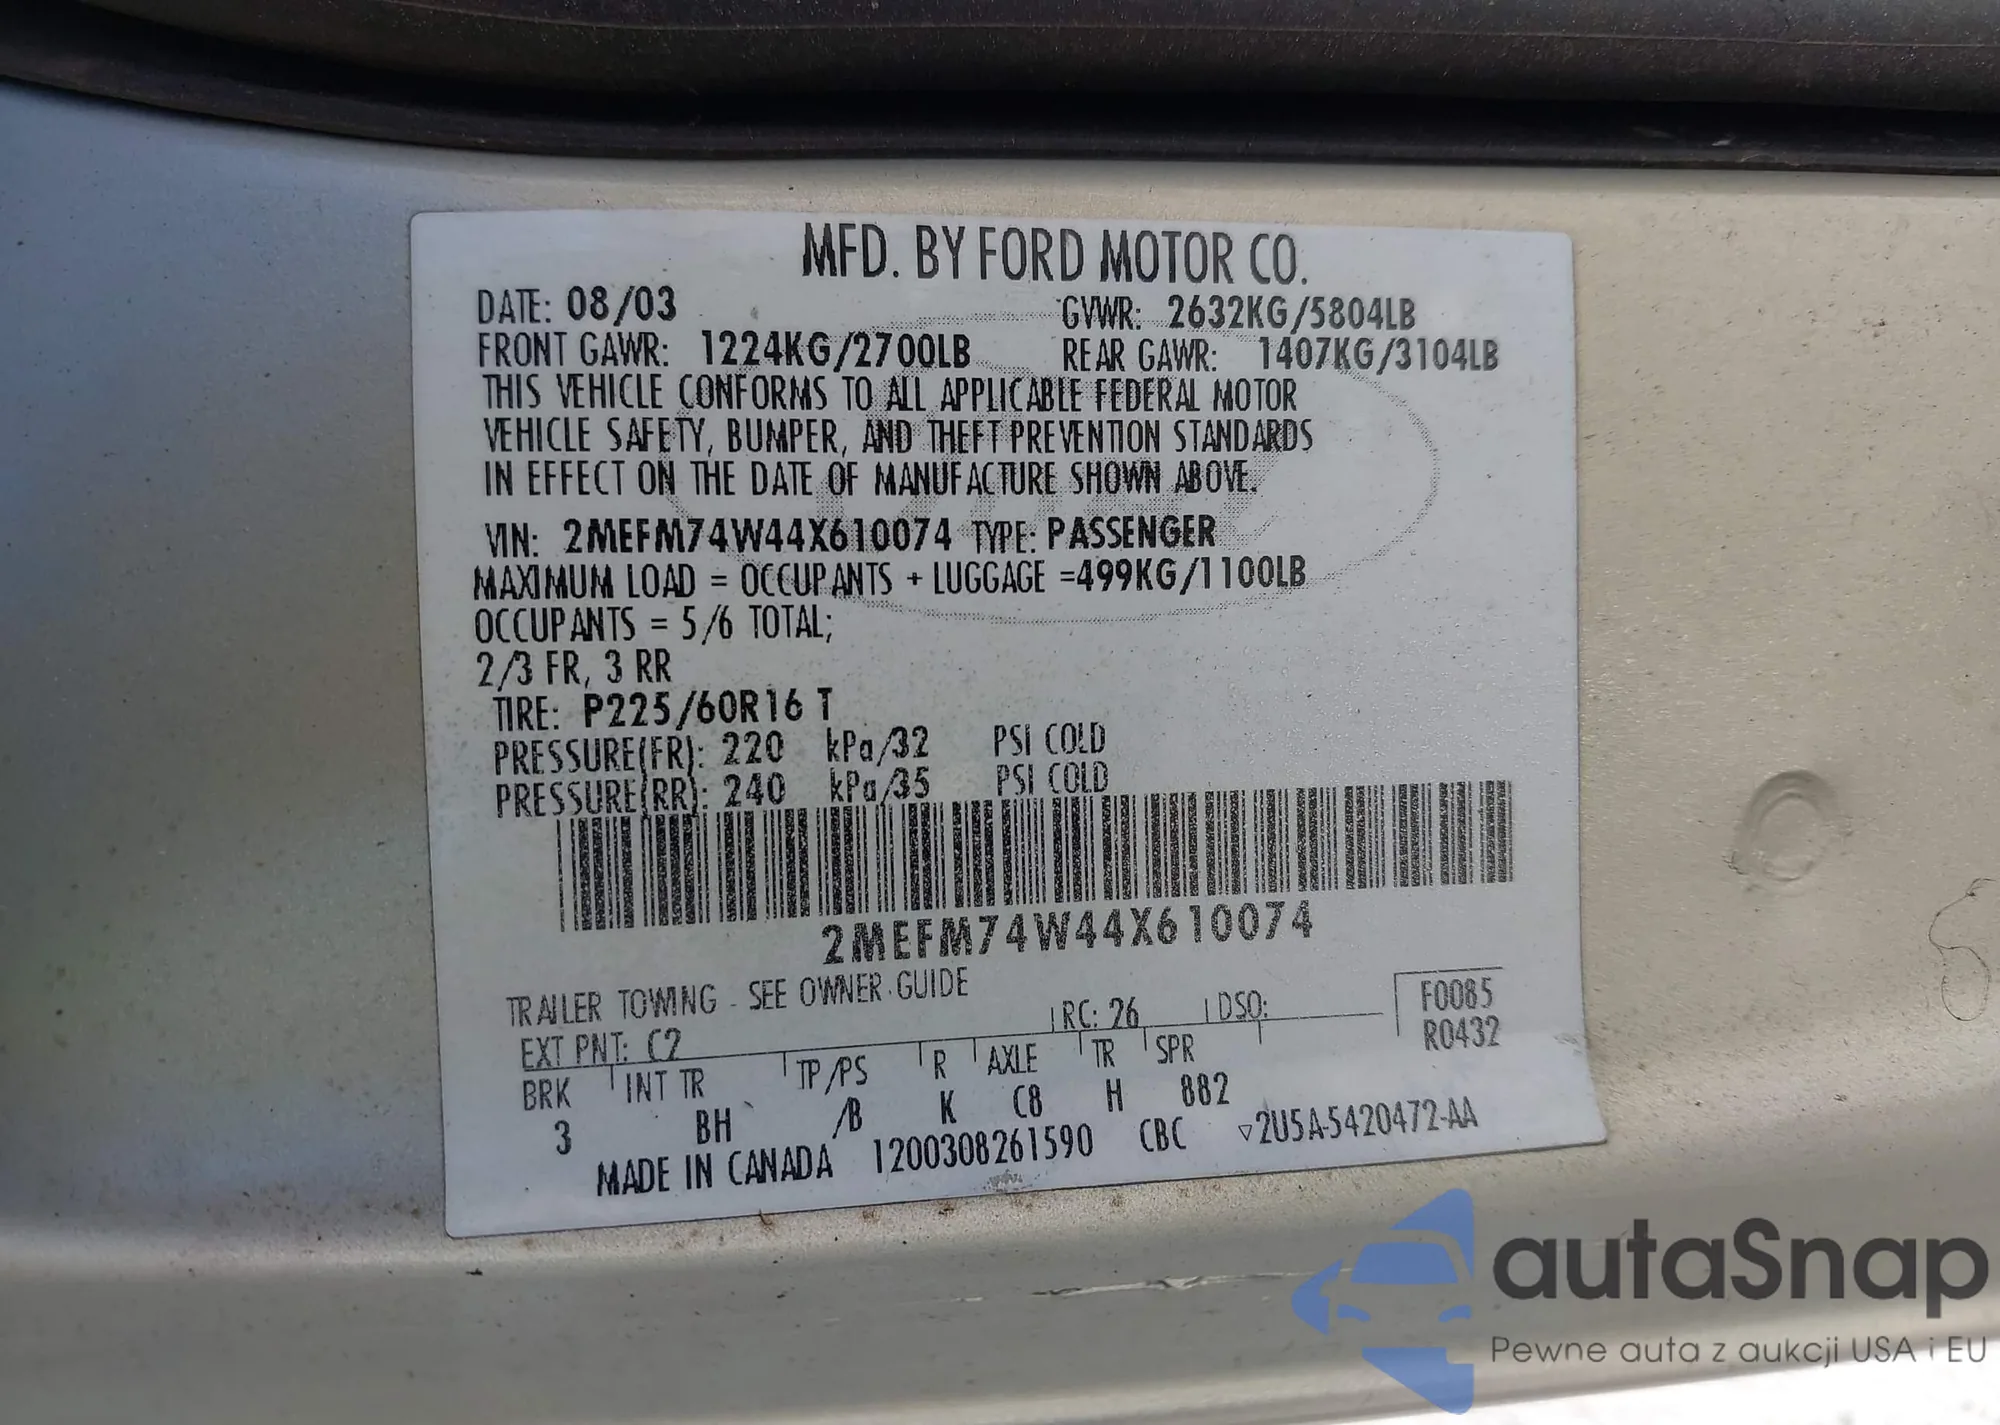 MFD. BY FORD MOTOR CO.
DATE: 08/03 GVWR: 2632KG/5804LB
FRONT GAWR: 1224KG/2700LB REAR GAWR: 1407KG/3104LB
THIS VEHICLE CONFORMS TO ALL APPLICABLE FEDERAL MOTOR
VEHICLE SAFETY, BUMPER, AND THEFT PREVENTION STANDARDS
IN EFFECT ON THE DATE OF MANUFACTURE SHOWN ABOVE.
VIN: 2MEFM74W44X610074 TYPE: PASSENGER
MAXIMUM LOAD = OCCUPANTS + LUGGAGE =499KG/1100LB
OCCUPANTS = 5/6 TOTAL;
2/3 FR, 3 RR
TIRE: P225/60R16 T
PRESSURE(FR): 220 kPa/32 PSI COLD
PRESSURE(RR): 240 kPa/35 PSI COLD
2MEFM74W44X610074
TRAILER TOWING - SEE OWNER GUIDE
EXT PNT: C2 RC: 26 DSO: F0085
R0432
BRK INT TR TP/PS R AXLE TR SPR
3 BH /B K C8 H 882
MADE IN CANADA 1200308261590 CBC ▽2U5A-5420472-AA
autaSnap
Pewne auta z aukcji USA i EU